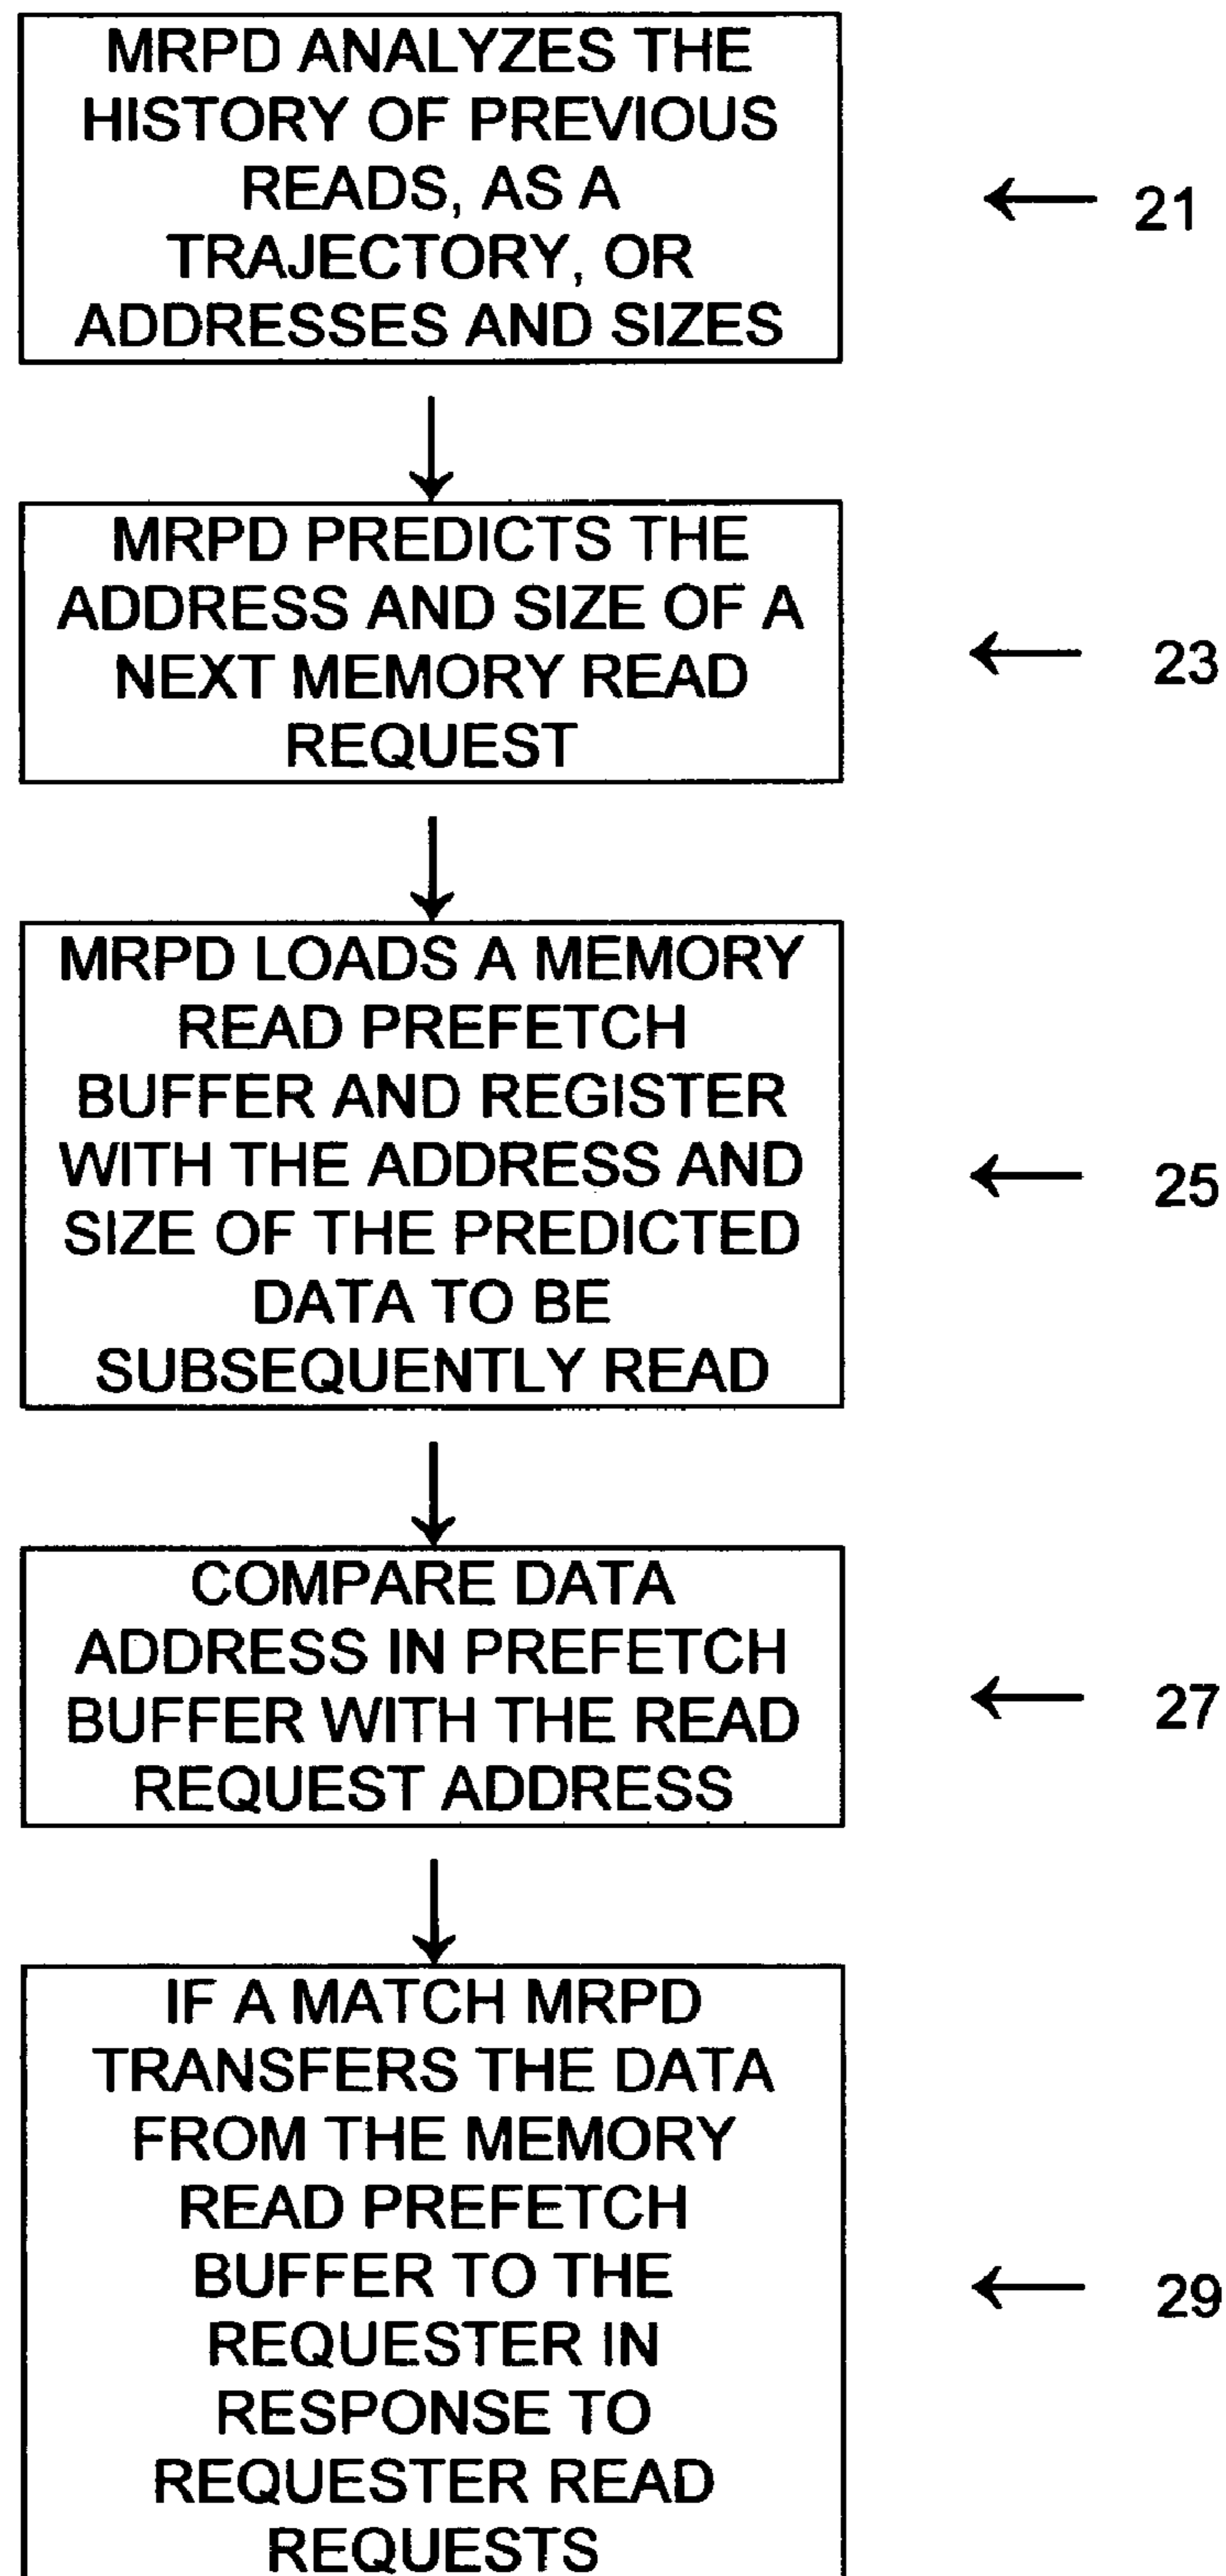 MRPD ANALYZES THE
HISTORY OF PREVIOUS
READS, AS A
TRAJECTORY, OR
ADDRESSES AND SIZES
21
MRPD PREDICTS THE
ADDRESS AND SIZE OF A
NEXT MEMORY READ
REQUEST
23
MRPD LOADS A MEMORY
READ PREFETCH
BUFFER AND REGISTER
WITH THE ADDRESS AND
SIZE OF THE PREDICTED
DATA TO BE
SUBSEQUENTLY READ
25
COMPARE DATA
ADDRESS IN PREFETCH
BUFFER WITH THE READ
REQUEST ADDRESS
27
IF A MATCH MRPD
TRANSFERS THE DATA
FROM THE MEMORY
READ PREFETCH
BUFFER TO THE
REQUESTER IN
RESPONSE TO
REQUESTER READ
REQUESTS
29